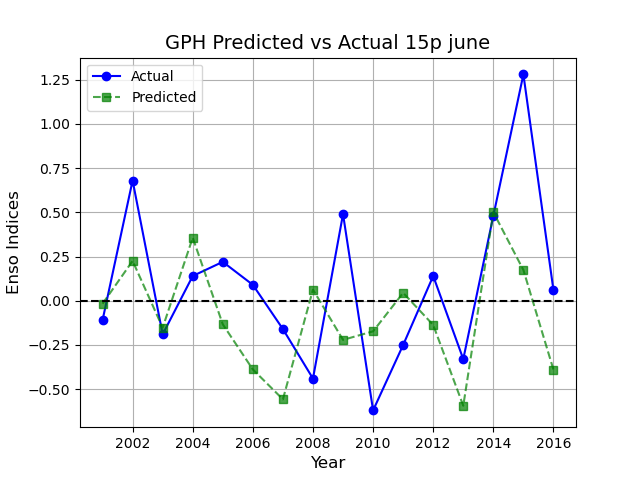 GPH Predicted vs Actual 15p june
Actual
Predicted
1.25
1.00
0.75
0.50
0.25
0.00
−0.25
−0.50
Enso Indices
2002 2004 2006 2008 2010 2012 2014 2016
Year